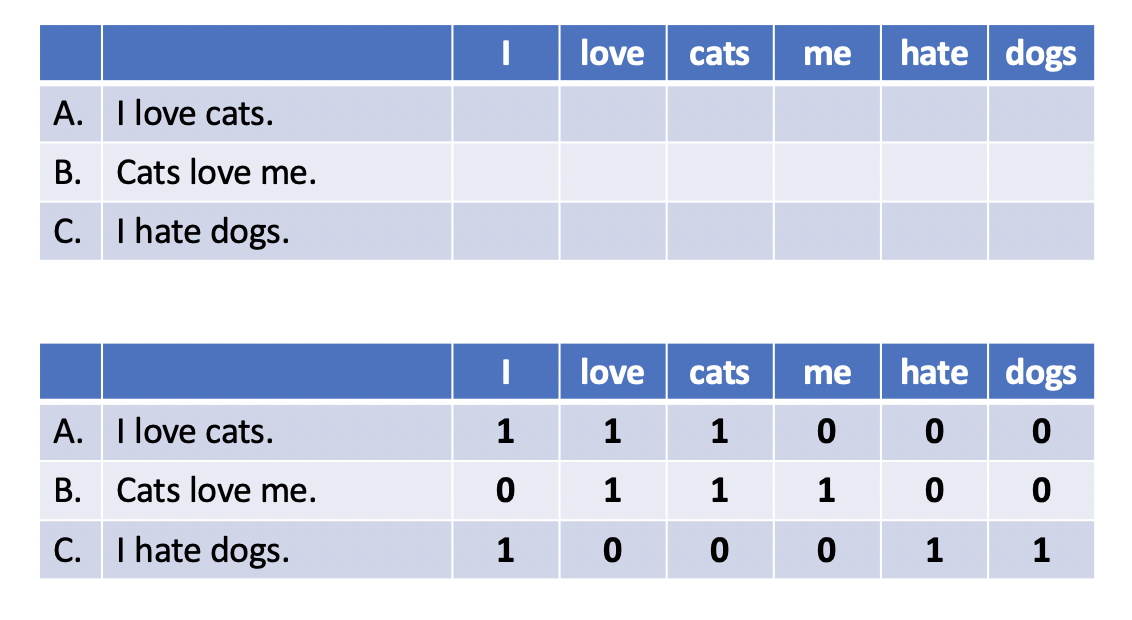 I love cats me hate dogs
A. I love cats.
B. Cats love me.
C. I hate dogs.
I love cats me hate dogs
A. I love cats. 1 1 1 0 0 0
B. Cats love me. 0 1 1 1 0 0
C. I hate dogs. 1 0 0 0 1 1